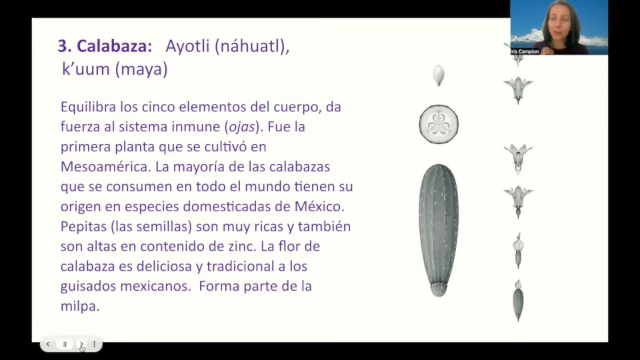 3. Calabaza: Ayotli (náhuatl),
k’uum (maya)
Equilibra los cinco elementos del cuerpo, da
fuerza al sistema inmune (ojas). Fue la
primera planta que se cultivó en
Mesoamérica. La mayoría de las calabazas
que se consumen en todo el mundo tienen su
origen en especies domesticadas de México.
Pepitas (las semillas) son muy ricas y también
son altas en contenido de zinc. La flor de
calabaza es deliciosa y tradicional a los
guisados mexicanos. Forma parte de la
milpa.
Campion
3